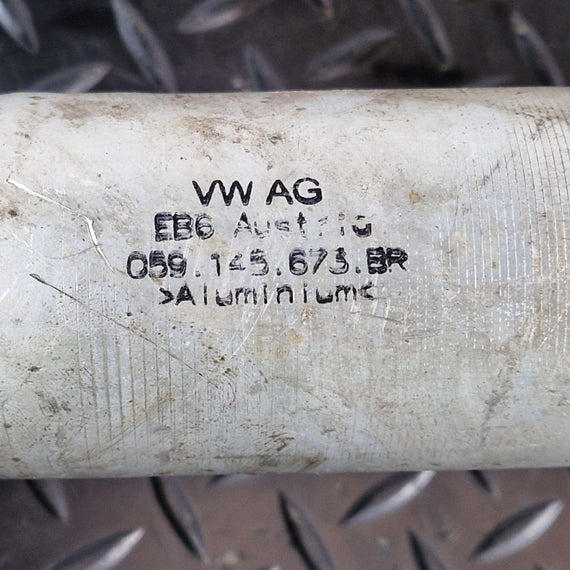 VW AG
EB6 Austria
059.145.673.BR
>Aluminium<